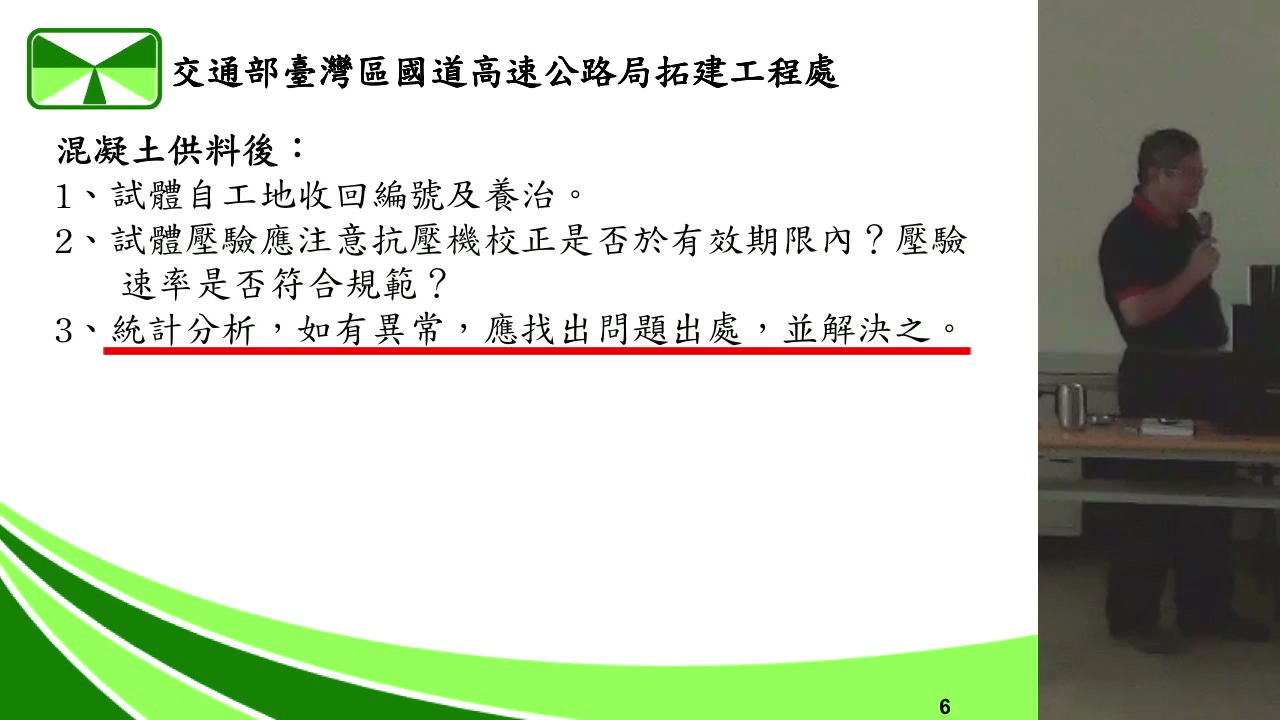 交通部臺灣區國道高速公路局拓建工程處
混凝土供料後：
1、試體自工地收回編號及養治。
2、試體壓驗應注意抗壓機校正是否於有效期限內？壓驗
速率是否符合規範？
3、統計分析，如有異常，應找出問題出處，並解決之。
6